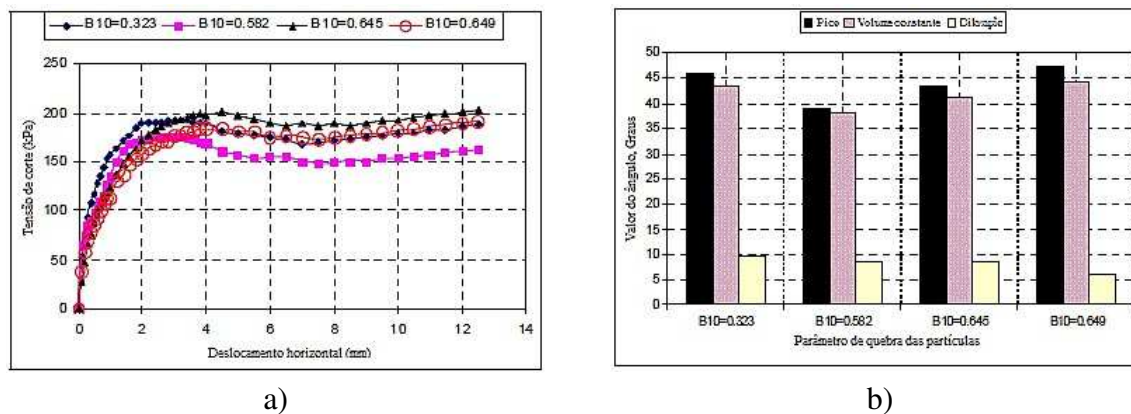 B10=0.323 B10=0.582 B10=0.645 B10=0.649
Tensão de corte (kPa)
250
200
150
100
50
0
0 2 4 6 8 10 12 14
Deslocamento horizontal (mm)
a)
Pico Volume constante Dilatação
Valor do ângulo, Graus
50
45
40
35
30
25
20
15
10
5
0
B10=0.323 B10=0.582 B10=0.645 B10=0.649
Parâmetro de quebra das partículas
b)